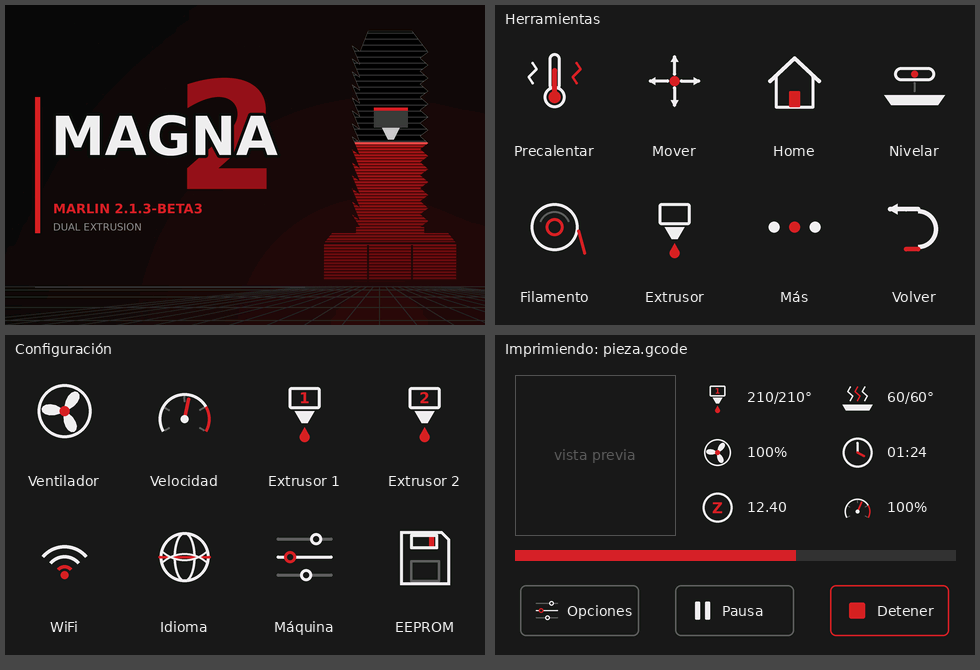 2
MAGNA
MARLIN 2.1.3-BETA3
DUAL EXTRUSION
Herramientas
Precalentar
Mover
Home
Nivelar
Filamento
Extrusor
Más
Volver
Configuración
1
2
Ventilador
Velocidad
Extrusor 1
Extrusor 2
WiFi
Idioma
Máquina
EEPROM
Imprimiendo: pieza.gcode
vista previa
1
210/210°
60/60°
100%
01:24
Z
12.40
100%
Opciones
Pausa
Detener